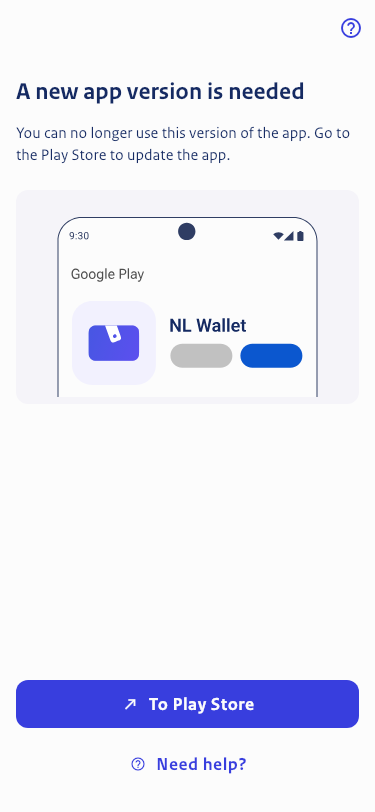 A new app version is needed
You can no longer use this version of the app. Go to
the Play Store to update the app.
9:30
Google Play
NL Wallet
To Play Store
Need help?